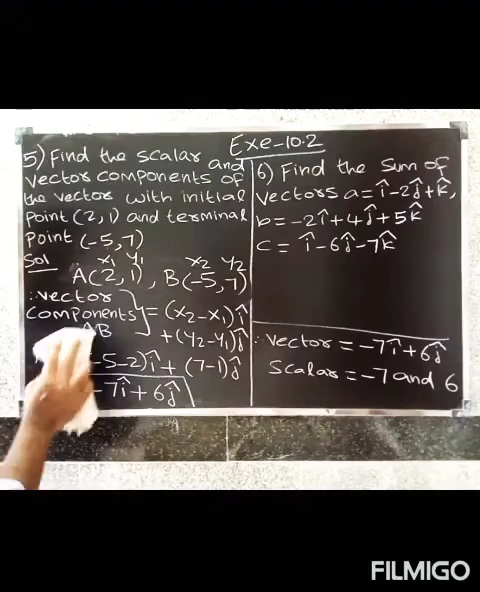 Exe-10.2
5) Find the scalar and
vector components of
the vector with initial
point (2,1) and terminal
point (-5,7)
Sol
x₁ y₁ x₂ y₂
A(2,1), B(-5,7)
∴ vector
components
AB
} = (x₂-x₁)î
+(y₂-y₁)ĵ
-5-2)î + (7-1)ĵ
-7î + 6ĵ
6) Find the Sum of
vectors a = î-2ĵ+k̂,
b = -2î+4ĵ+5k̂
c = î-6ĵ-7k̂
∴ vector = -7î+6ĵ
scalar = -7 and 6
FILMIGO